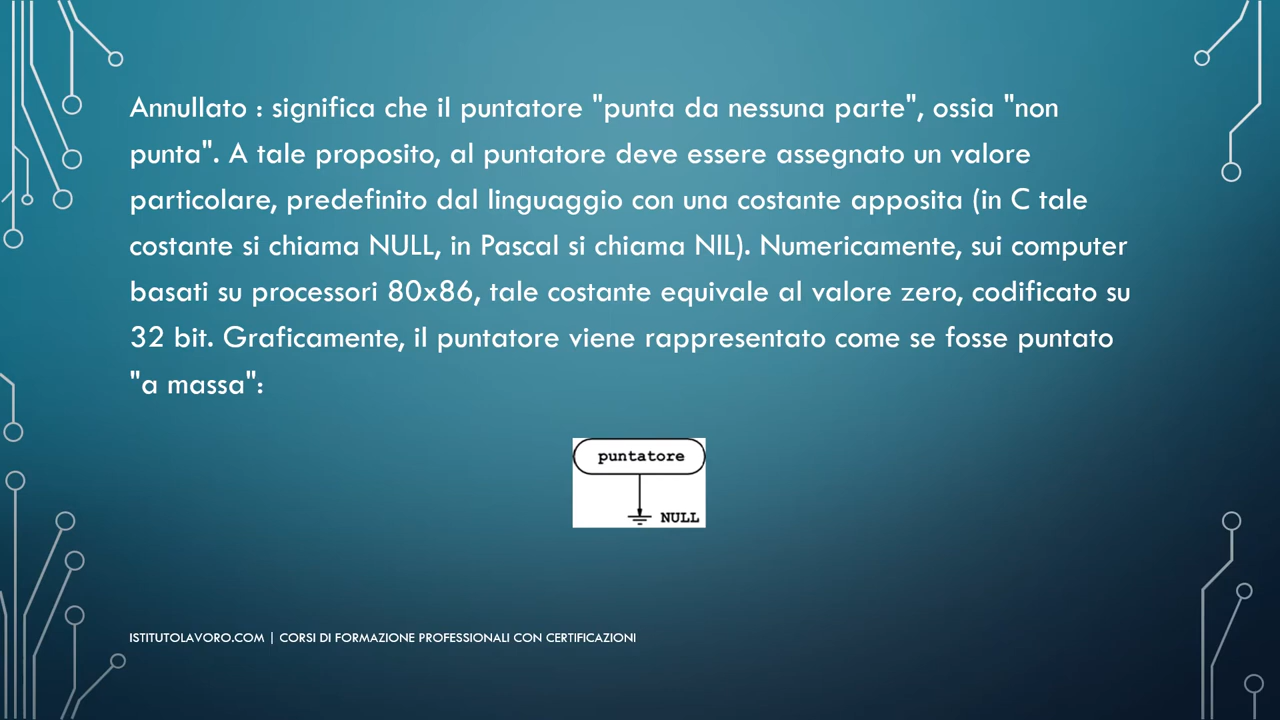 Annullato : significa che il puntatore "punta da nessuna parte", ossia "non
punta". A tale proposito, al puntatore deve essere assegnato un valore
particolare, predefinito dal linguaggio con una costante apposita (in C tale
costante si chiama NULL, in Pascal si chiama NIL). Numericamente, sui computer
basati su processori 80x86, tale costante equivale al valore zero, codificato su
32 bit. Graficamente, il puntatore viene rappresentato come se fosse puntato
"a massa":
puntatore
NULL
ISTITUTOLAVORO.COM | CORSI DI FORMAZIONE PROFESSIONALI CON CERTIFICAZIONI